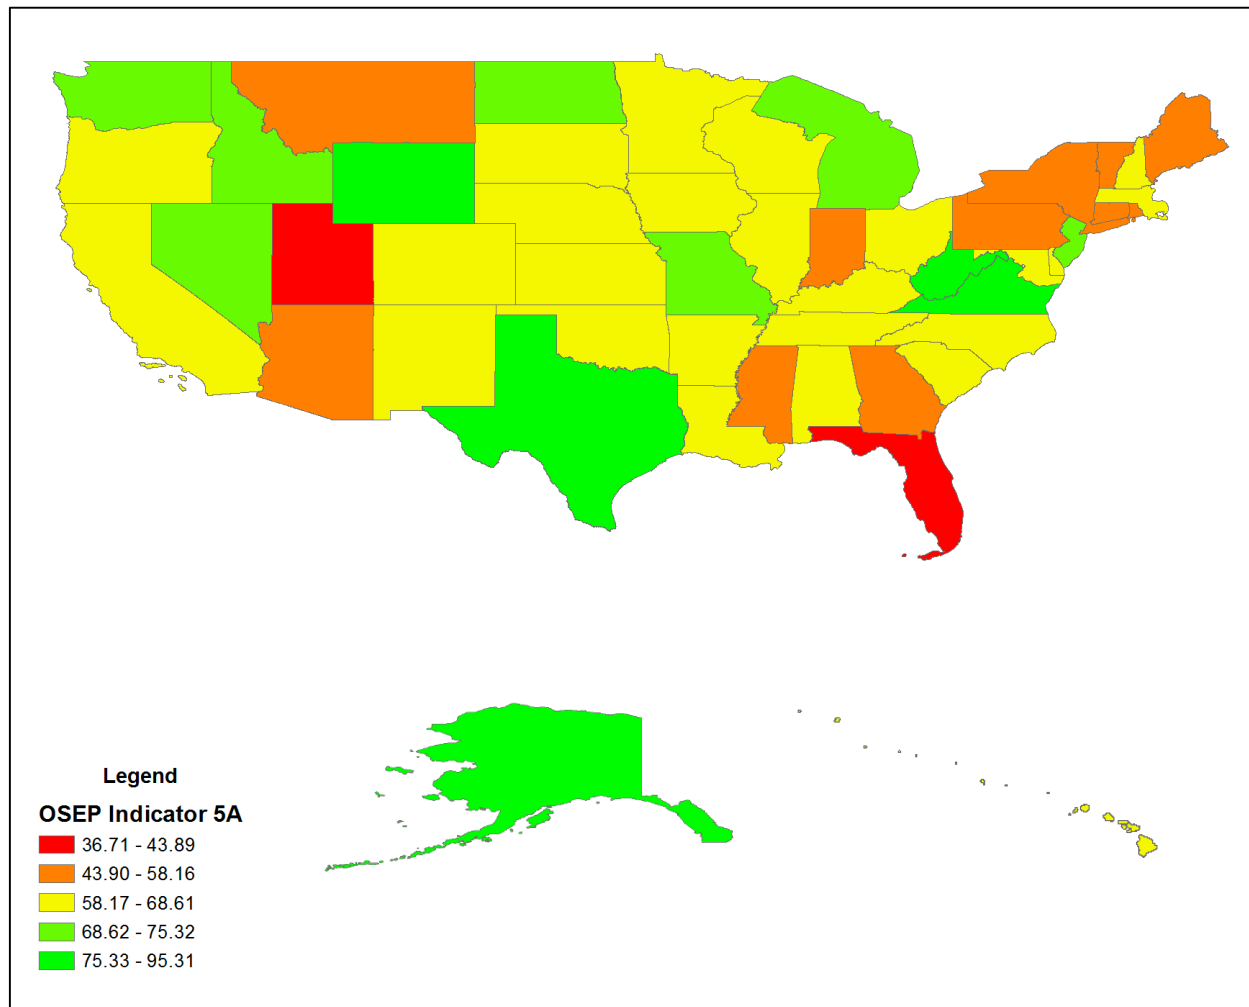 Legend
OSEP Indicator 5A
36.71 - 43.89
43.90 - 58.16
58.17 - 68.61
68.62 - 75.32
75.33 - 95.31